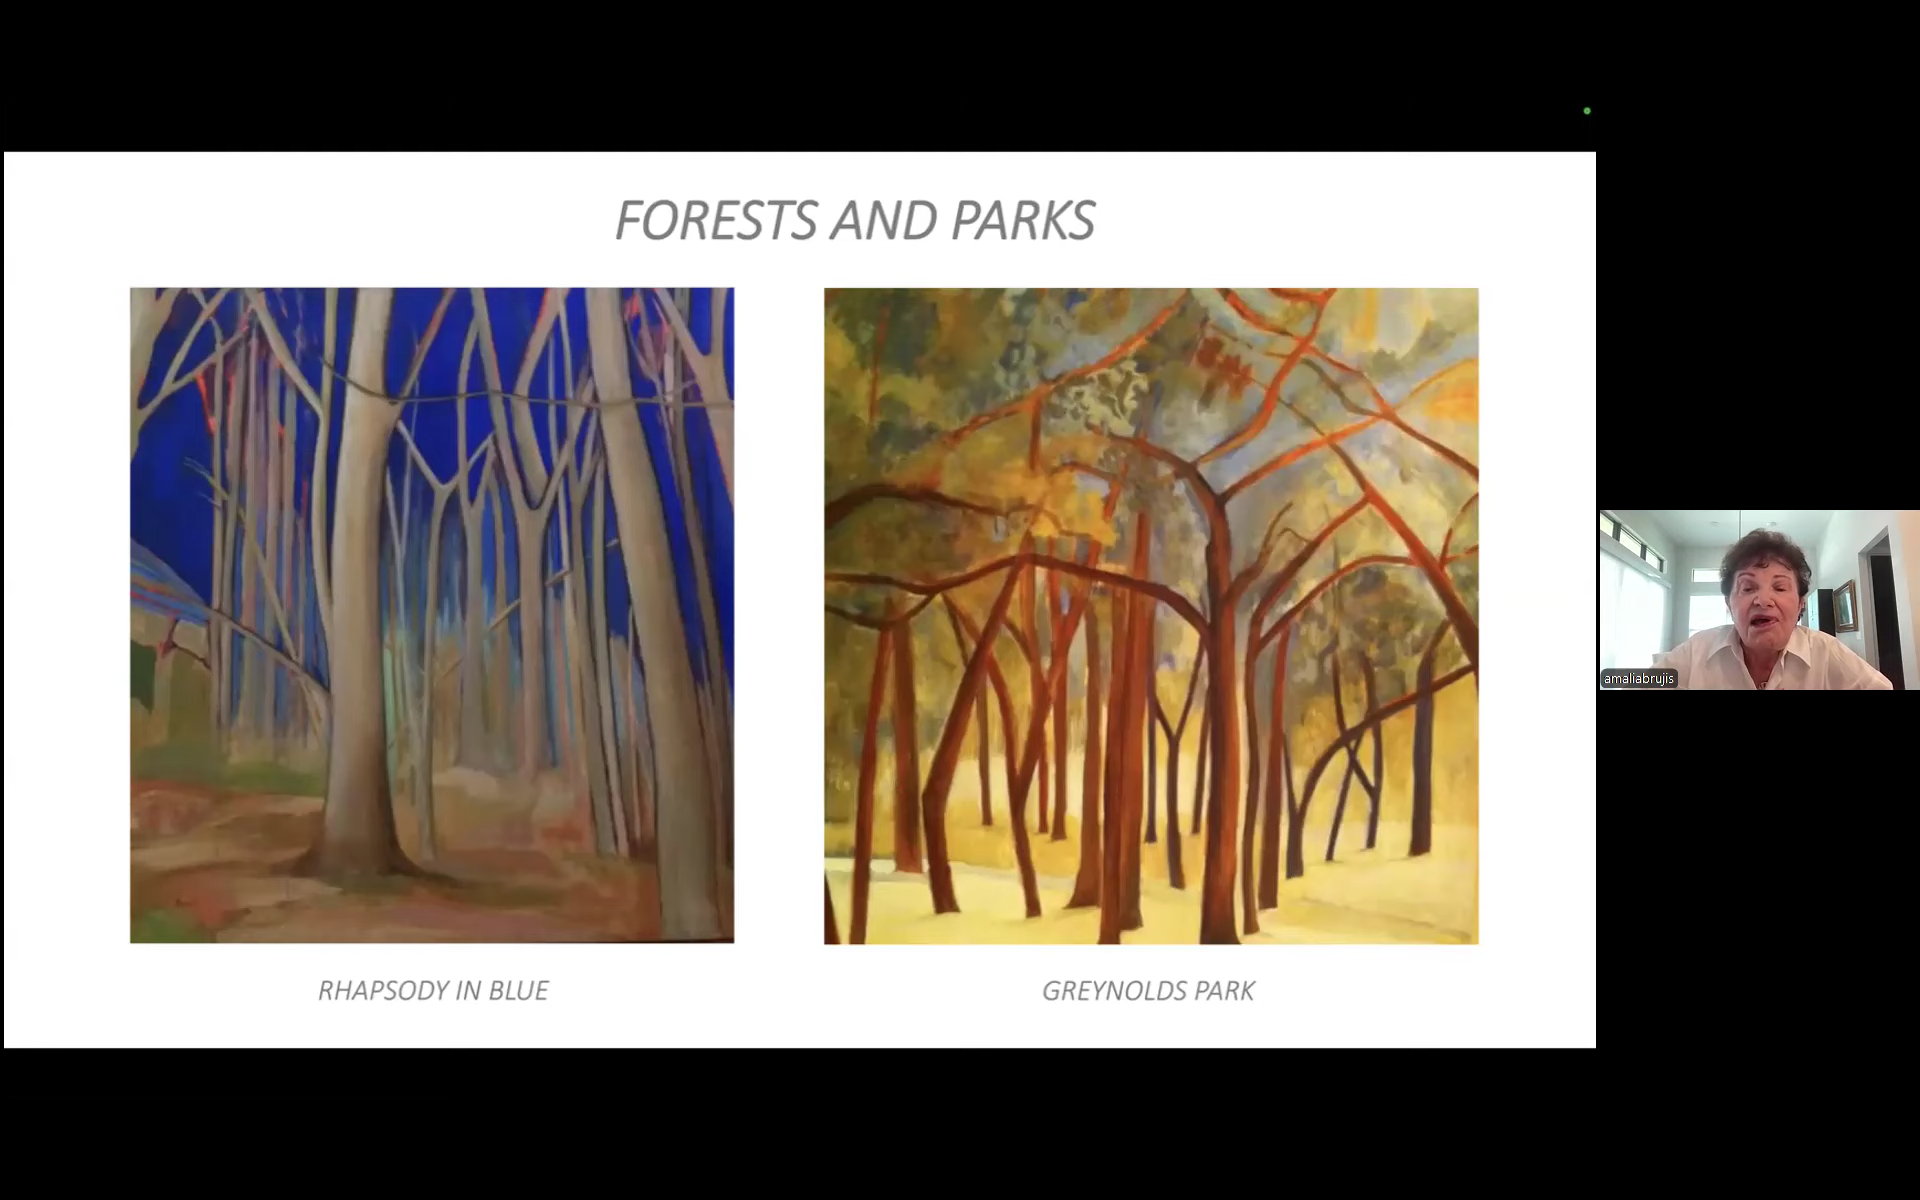 FORESTS AND PARKS
RHAPSODY IN BLUE
GREYNOLDS PARK
amaliabrujis